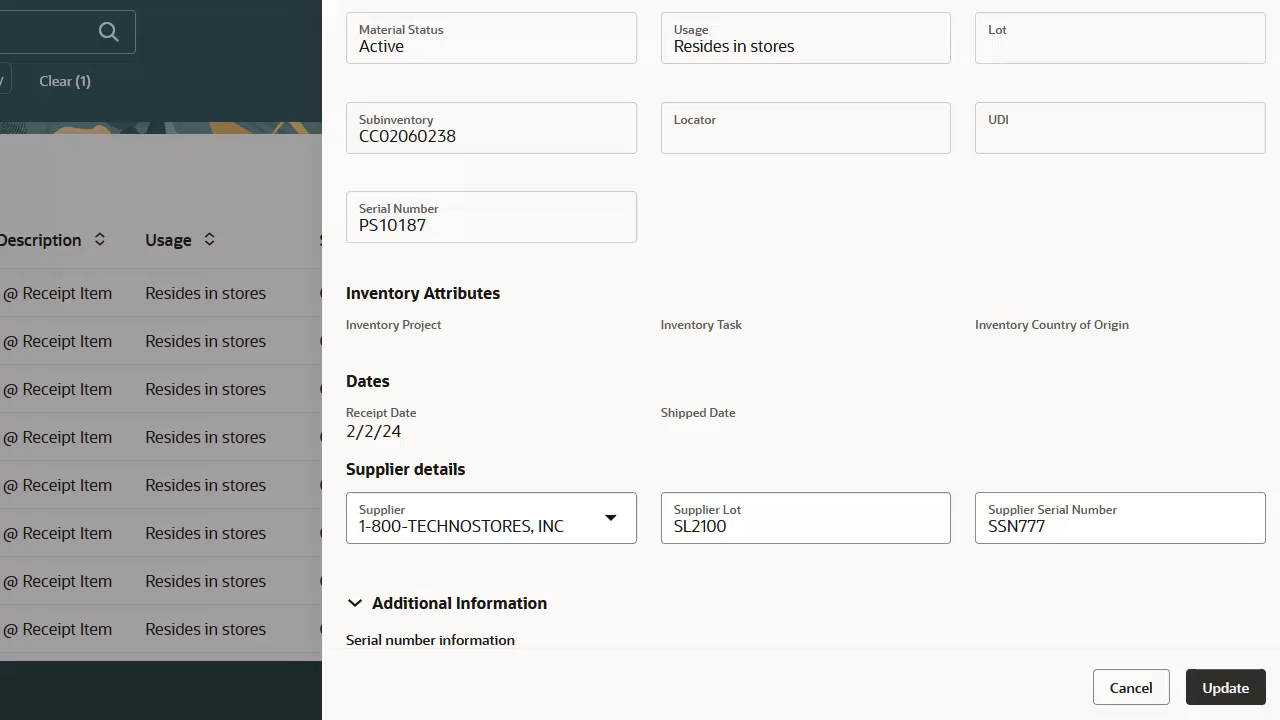 Clear (1)
Description
Usage
@ Receipt Item
Resides in stores
@ Receipt Item
Resides in stores
@ Receipt Item
Resides in stores
@ Receipt Item
Resides in stores
@ Receipt Item
Resides in stores
@ Receipt Item
Resides in stores
@ Receipt Item
Resides in stores
@ Receipt Item
Resides in stores
Material Status
Active
Usage
Resides in stores
Lot
Subinventory
CC02060238
Locator
UDI
Serial Number
PS10187
Inventory Attributes
Inventory Project
Inventory Task
Inventory Country of Origin
Dates
Receipt Date
2/2/24
Shipped Date
Supplier details
Supplier
1-800-TECHNOSTORES, INC
Supplier Lot
SL2100
Supplier Serial Number
SSN777
Additional Information
Serial number information
Cancel
Update